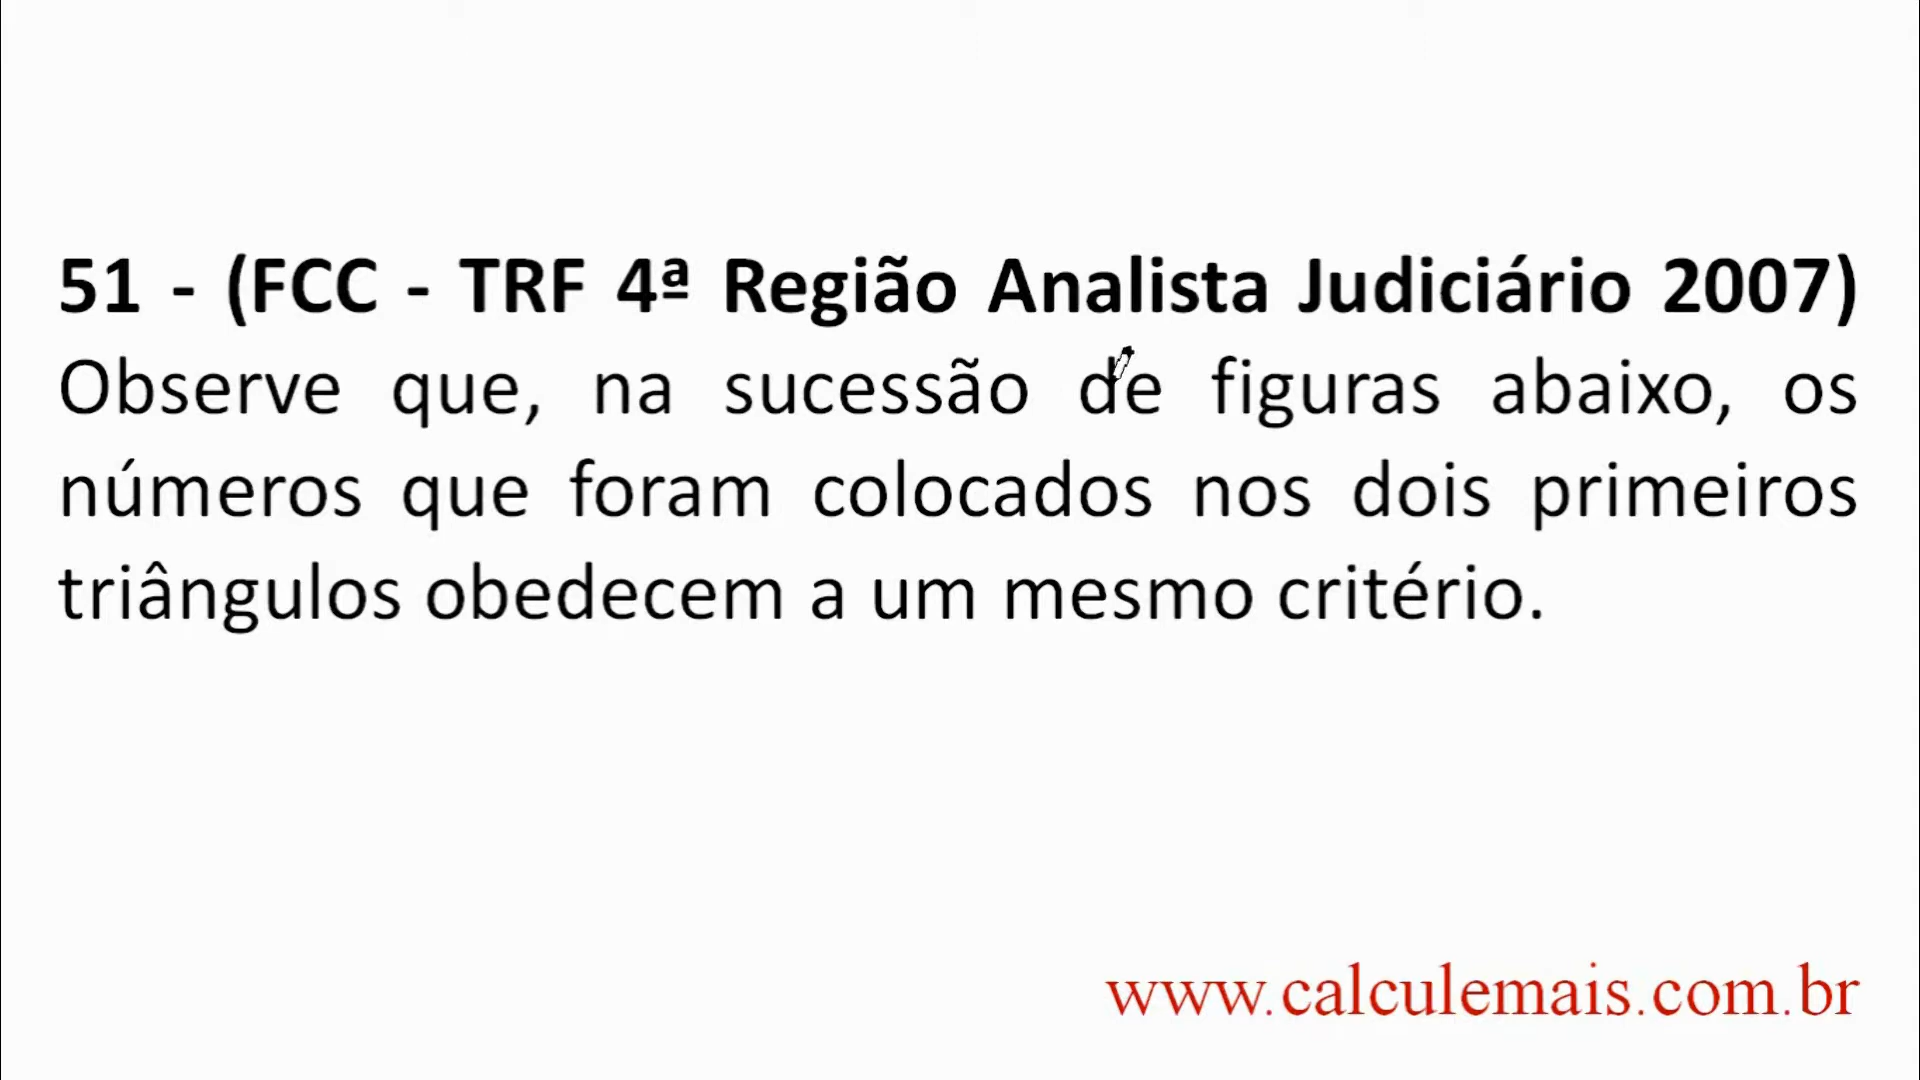 51 - (FCC - TRF 4ª Região Analista Judiciário 2007)
Observe que, na sucessão de figuras abaixo, os
números que foram colocados nos dois primeiros
triângulos obedecem a um mesmo critério.
www.calculemais.com.br